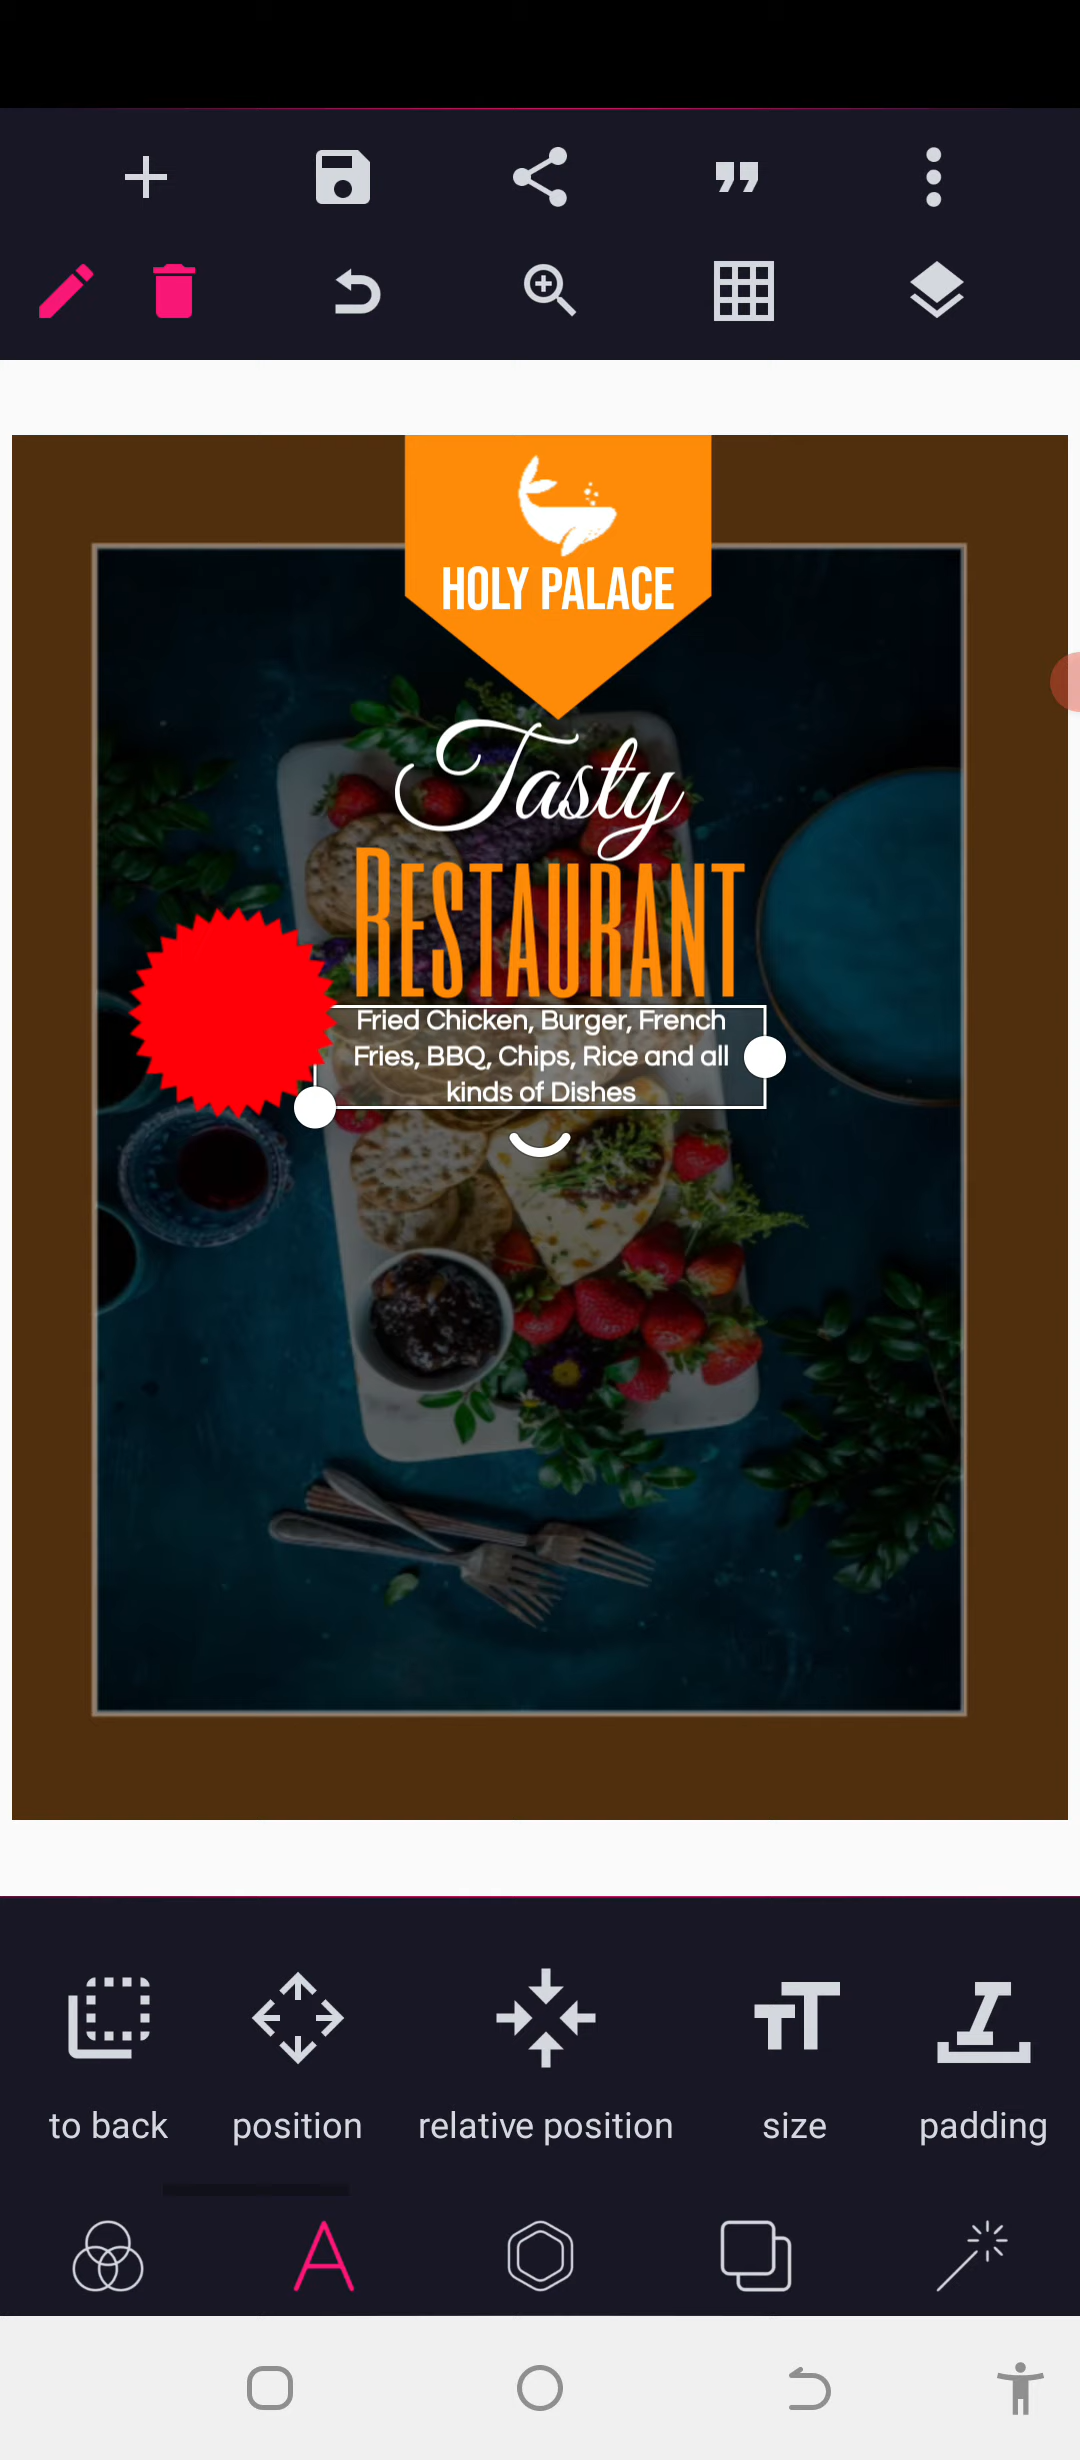 HOLY PALACE
Tasty
RESTAURANT
Fried Chicken, Burger, French
Fries, BBQ, Chips, Rice and all
kinds of Dishes
to back
position
relative position
size
padding